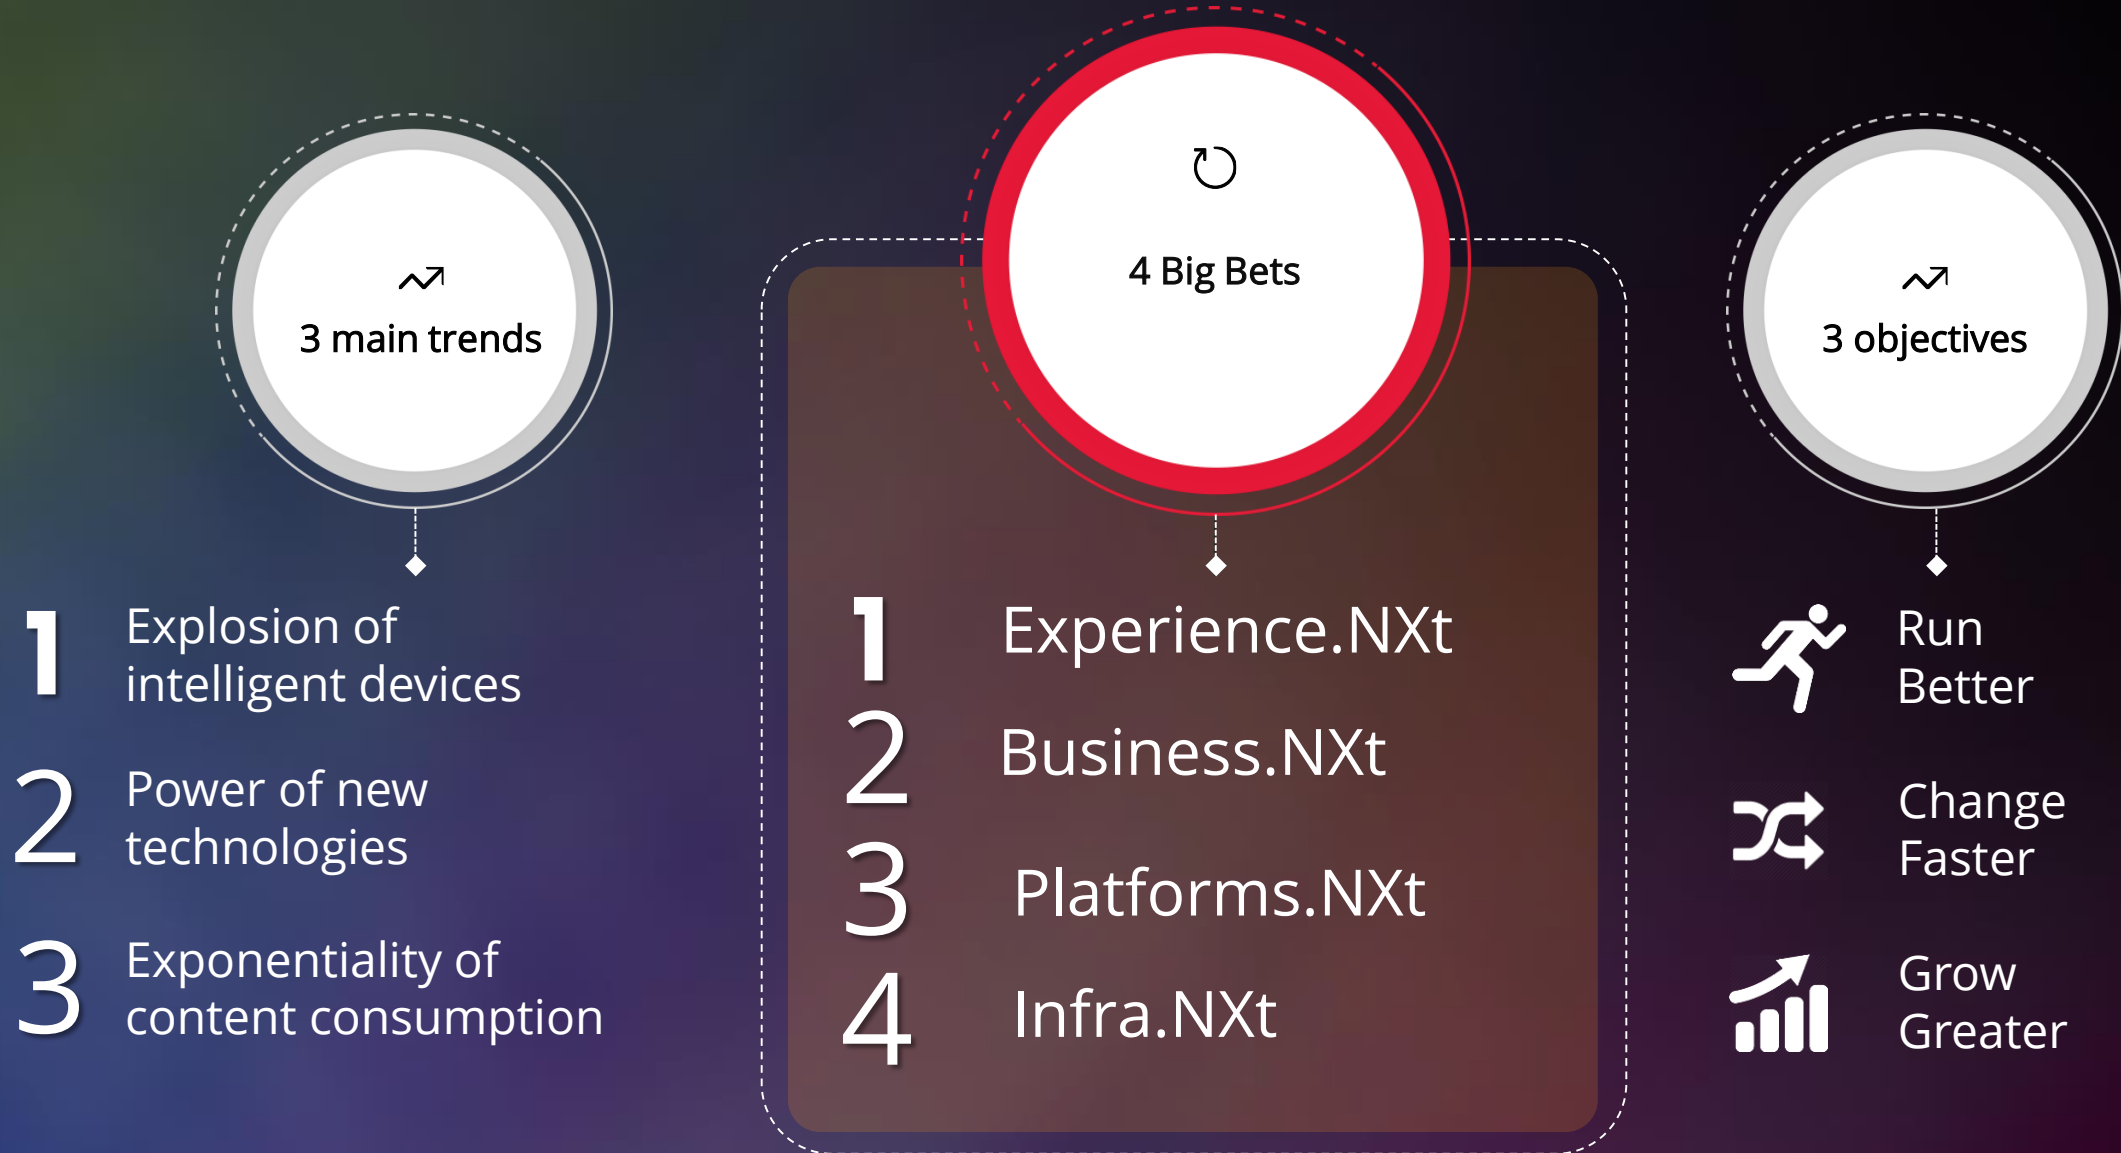 3 main trends
1
Explosion of
intelligent devices
2
Power of new
technologies
3
Exponentiality of
content consumption
4 Big Bets
1
Experience.NXt
2
Business.NXt
3
Platforms.NXt
4
Infra.NXt
3 objectives
Run
Better
Change
Faster
Grow
Greater